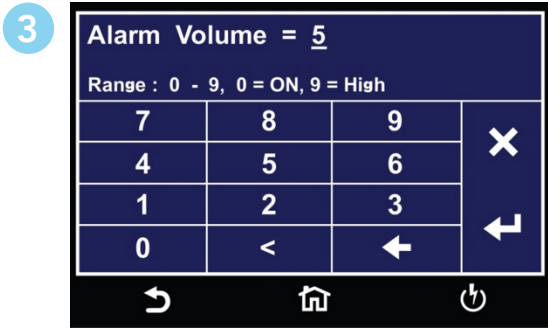 3
Alarm Volume = 5
Range : 0 - 9, 0 = ON, 9 = High
7 8 9
4 5 6
1 2 3
0 <